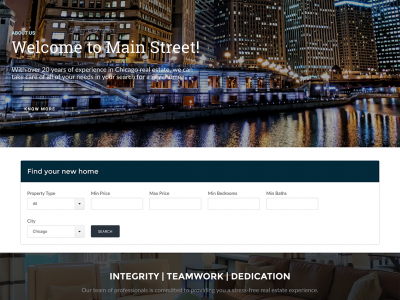 ABOUT US
Welcome to Main Street!
With over 20 years of experience in Chicago real estate, we can
take care of all of your needs in your search for a new home.
KNOW MORE
Find your new home
Property Type
Min Price
Max Price
Min Bedrooms
Min Baths
All
City
Chicago
SEARCH
INTEGRITY | TEAMWORK | DEDICATION
Our team of professionals is committed to providing you a stress-free real estate experience.